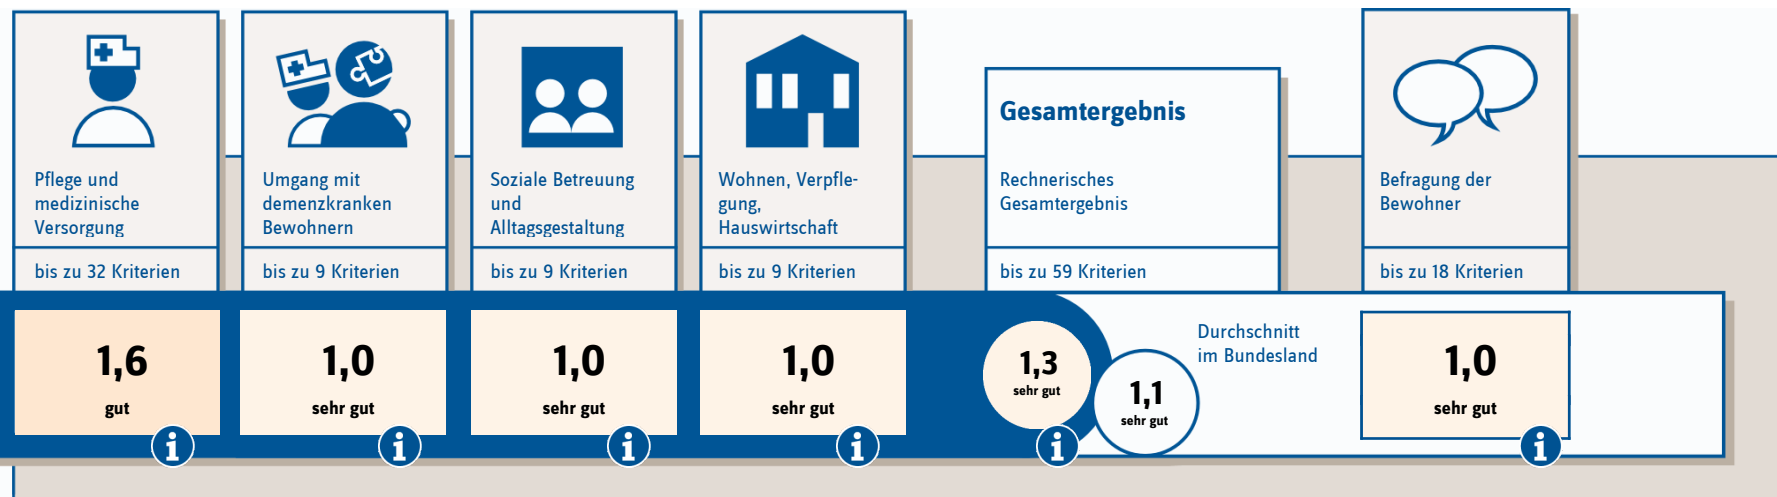 Pflege und
medizinische
Versorgung
bis zu 32 Kriterien
1,6
gut
Umgang mit
demenzkranken
Bewohnern
bis zu 9 Kriterien
1,0
sehr gut
Soziale Betreuung
und
Alltagsgestaltung
bis zu 9 Kriterien
1,0
sehr gut
Wohnen, Verpfle-
gung,
Hauswirtschaft
bis zu 9 Kriterien
1,0
sehr gut
Gesamtergebnis
Rechnerisches
Gesamtergebnis
bis zu 59 Kriterien
1,3
sehr gut
1,1
sehr gut
Durchschnitt
im Bundesland
Befragung der
Bewohner
bis zu 18 Kriterien
1,0
sehr gut